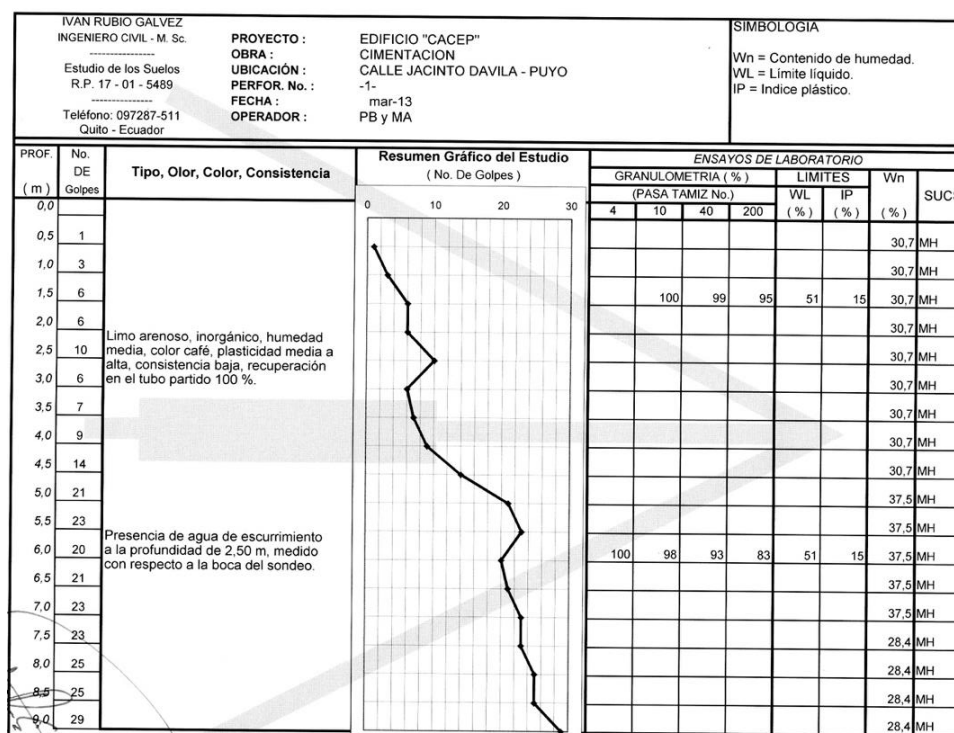 IVAN RUBIO GALVEZ
INGENIERO CIVIL - M. Sc.
---------------
Estudio de los Suelos
R.P. 17 - 01 - 5489
---------------
Teléfono: 097287-511
Quito - Ecuador
PROYECTO : EDIFICIO "CACEP"
OBRA : CIMENTACION
UBICACIÓN : CALLE JACINTO DAVILA - PUYO
PERFOR. No. : -1-
FECHA : mar-13
OPERADOR : PB y MA
SIMBOLOGIA
Wn = Contenido de humedad.
WL = Límite líquido.
IP = Indice plástico.
PROF. ( m )
No. DE Golpes
Tipo, Olor, Color, Consistencia
Resumen Gráfico del Estudio
( No. De Golpes )
0 10 20 30
ENSAYOS DE LABORATORIO
GRANULOMETRIA ( % ) LIMITES Wn
(PASA TAMIZ No.) WL IP SUCS
4 10 40 200 ( % ) ( % ) ( % )
0,0
0,5 1 30,7 MH
1,0 3 30,7 MH
1,5 6 100 99 95 51 15 30,7 MH
2,0 6 30,7 MH
2,5 10 30,7 MH
3,0 6 30,7 MH
3,5 7 30,7 MH
4,0 9 30,7 MH
4,5 14 30,7 MH
5,0 21 37,5 MH
5,5 23 37,5 MH
6,0 20 100 98 93 83 51 15 37,5 MH
6,5 21 37,5 MH
7,0 23 37,5 MH
7,5 23 28,4 MH
8,0 25 28,4 MH
8,5 25 28,4 MH
9,0 29 28,4 MH
Limo arenoso, inorgánico, humedad
media, color café, plasticidad media a
alta, consistencia baja, recuperación
en el tubo partido 100 %.
Presencia de agua de escurrimiento
a la profundidad de 2,50 m, medido
con respecto a la boca del sondeo.